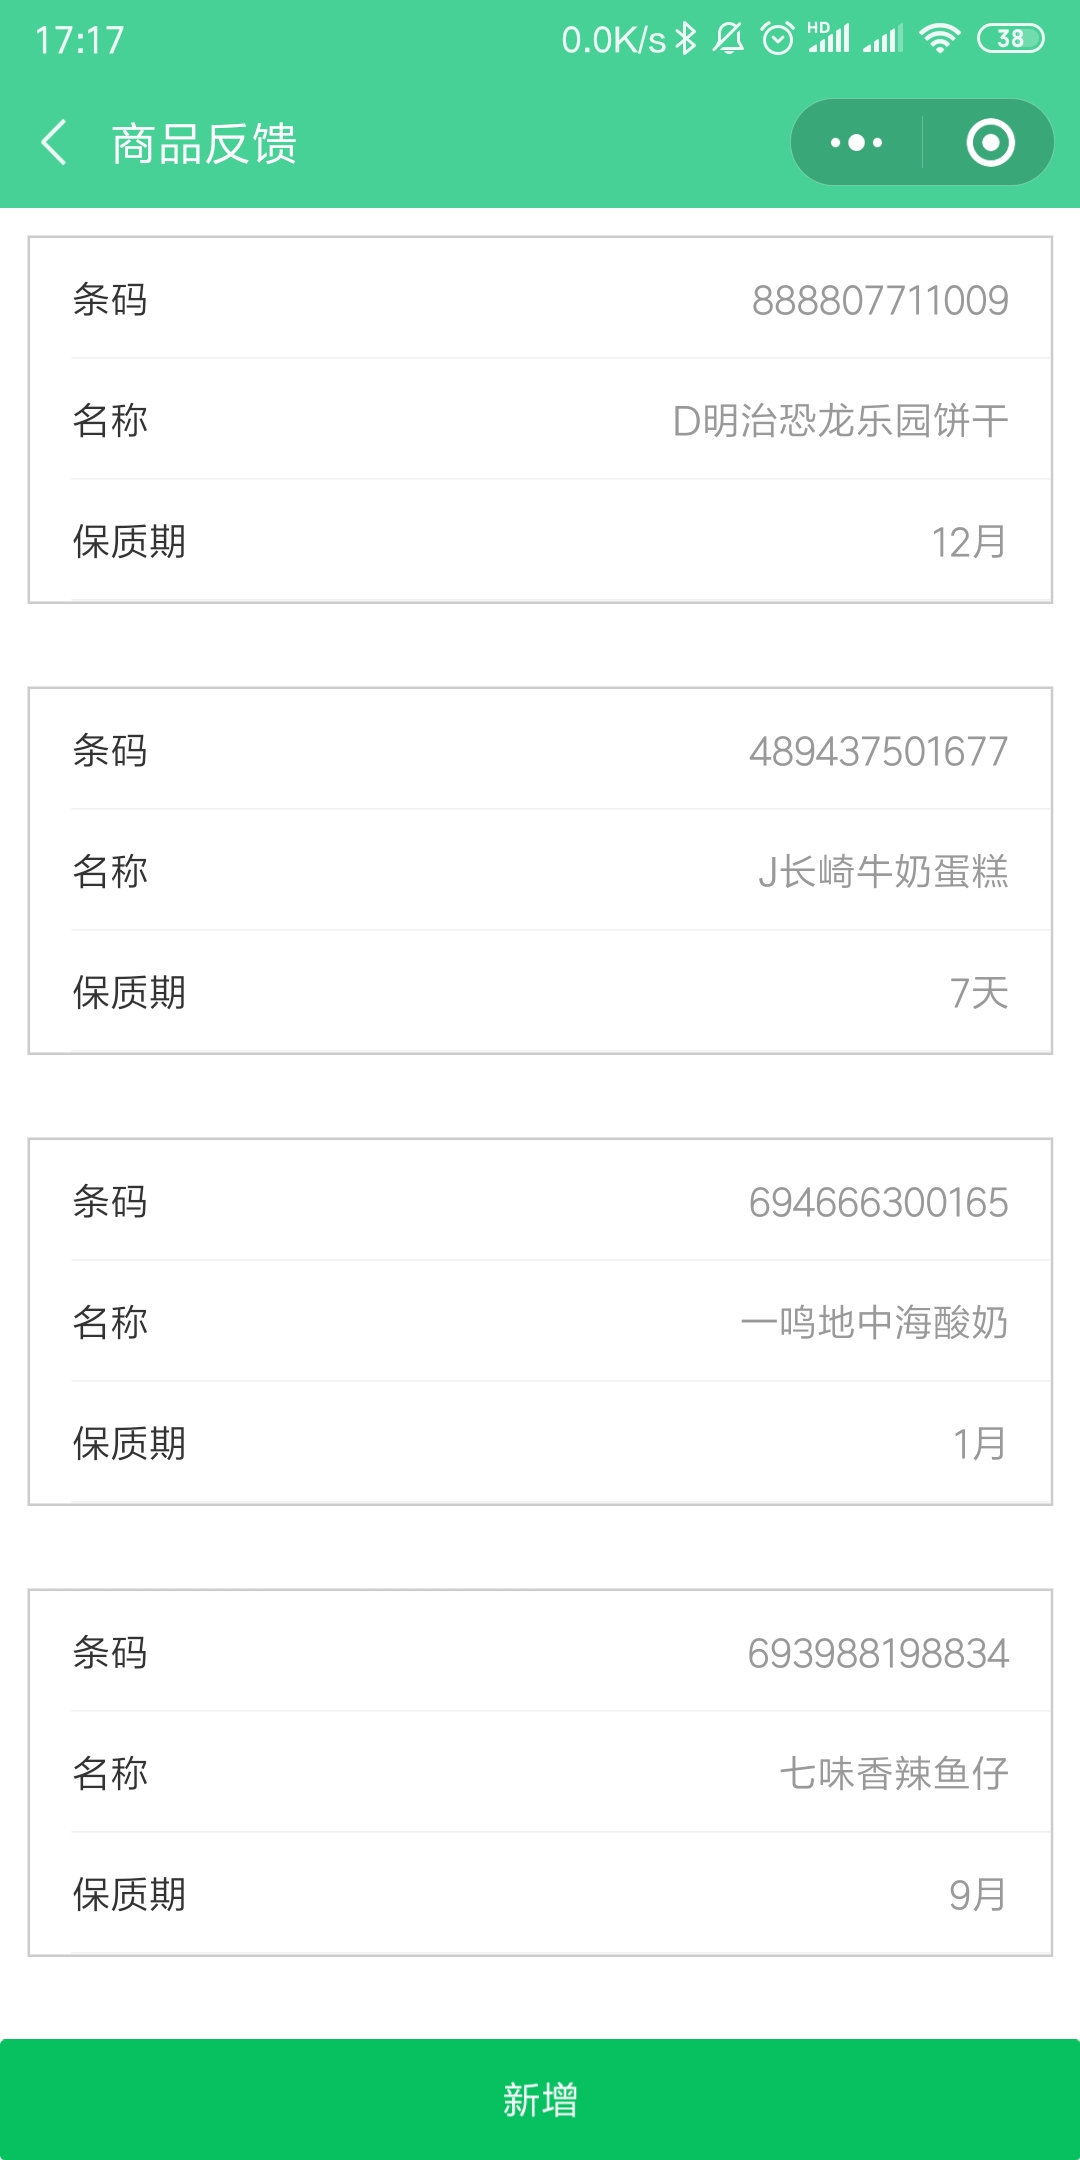 17:17 0.0K/s HD 38
商品反馈
条码 888807711009
名称 D明治恐龙乐园饼干
保质期 12月
条码 489437501677
名称 J长崎牛奶蛋糕
保质期 7天
条码 694666300165
名称 一鸣地中海酸奶
保质期 1月
条码 693988198834
名称 七味香辣鱼仔
保质期 9月
新增